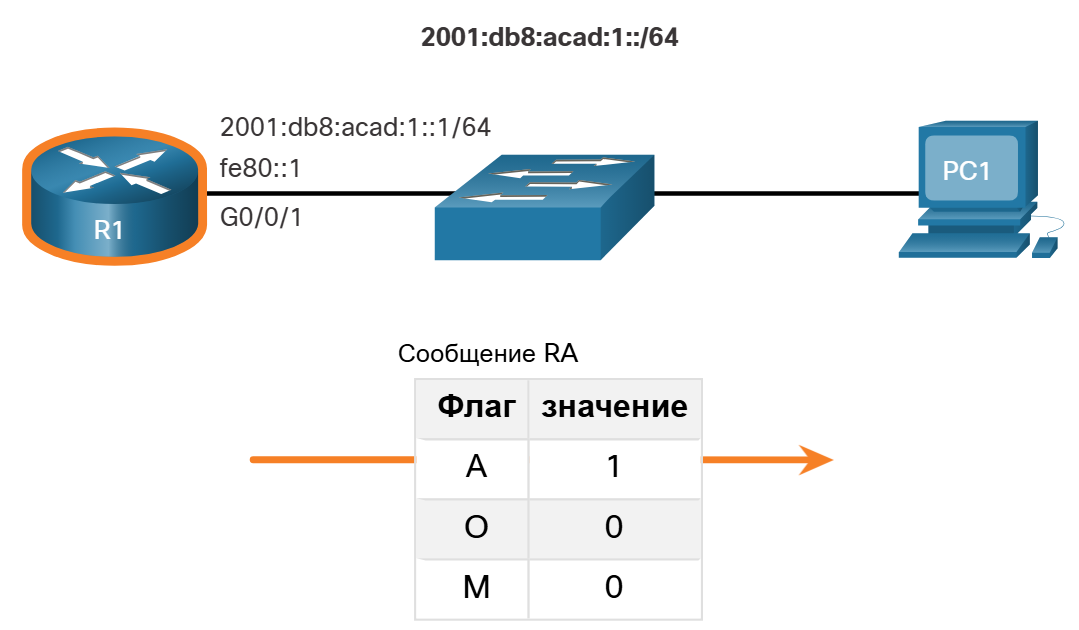 2001:db8:acad:1::/64
2001:db8:acad:1::1/64
fe80::1
G0/0/1
R1
PC1
Сообщение RA
Флаг значение
A 1
O 0
M 0